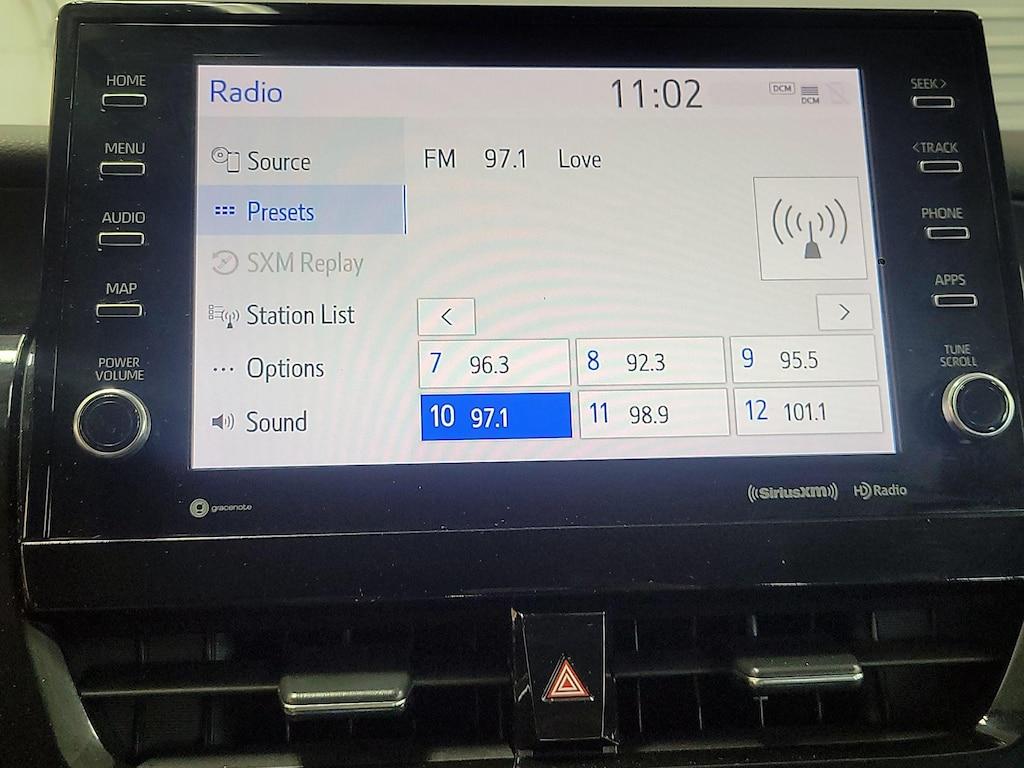 HOME
MENU
AUDIO
MAP
POWER
VOLUME
Radio
11:02
DCM
DCM
Source
Presets
SXM Replay
Station List
Options
Sound
FM 97.1 Love
<
>
7 96.3
8 92.3
9 95.5
10 97.1
11 98.9
12 101.1
SEEK>
<TRACK
PHONE
APPS
TUNE
SCROLL
gracenote
((SiriusXM))
HD Radio